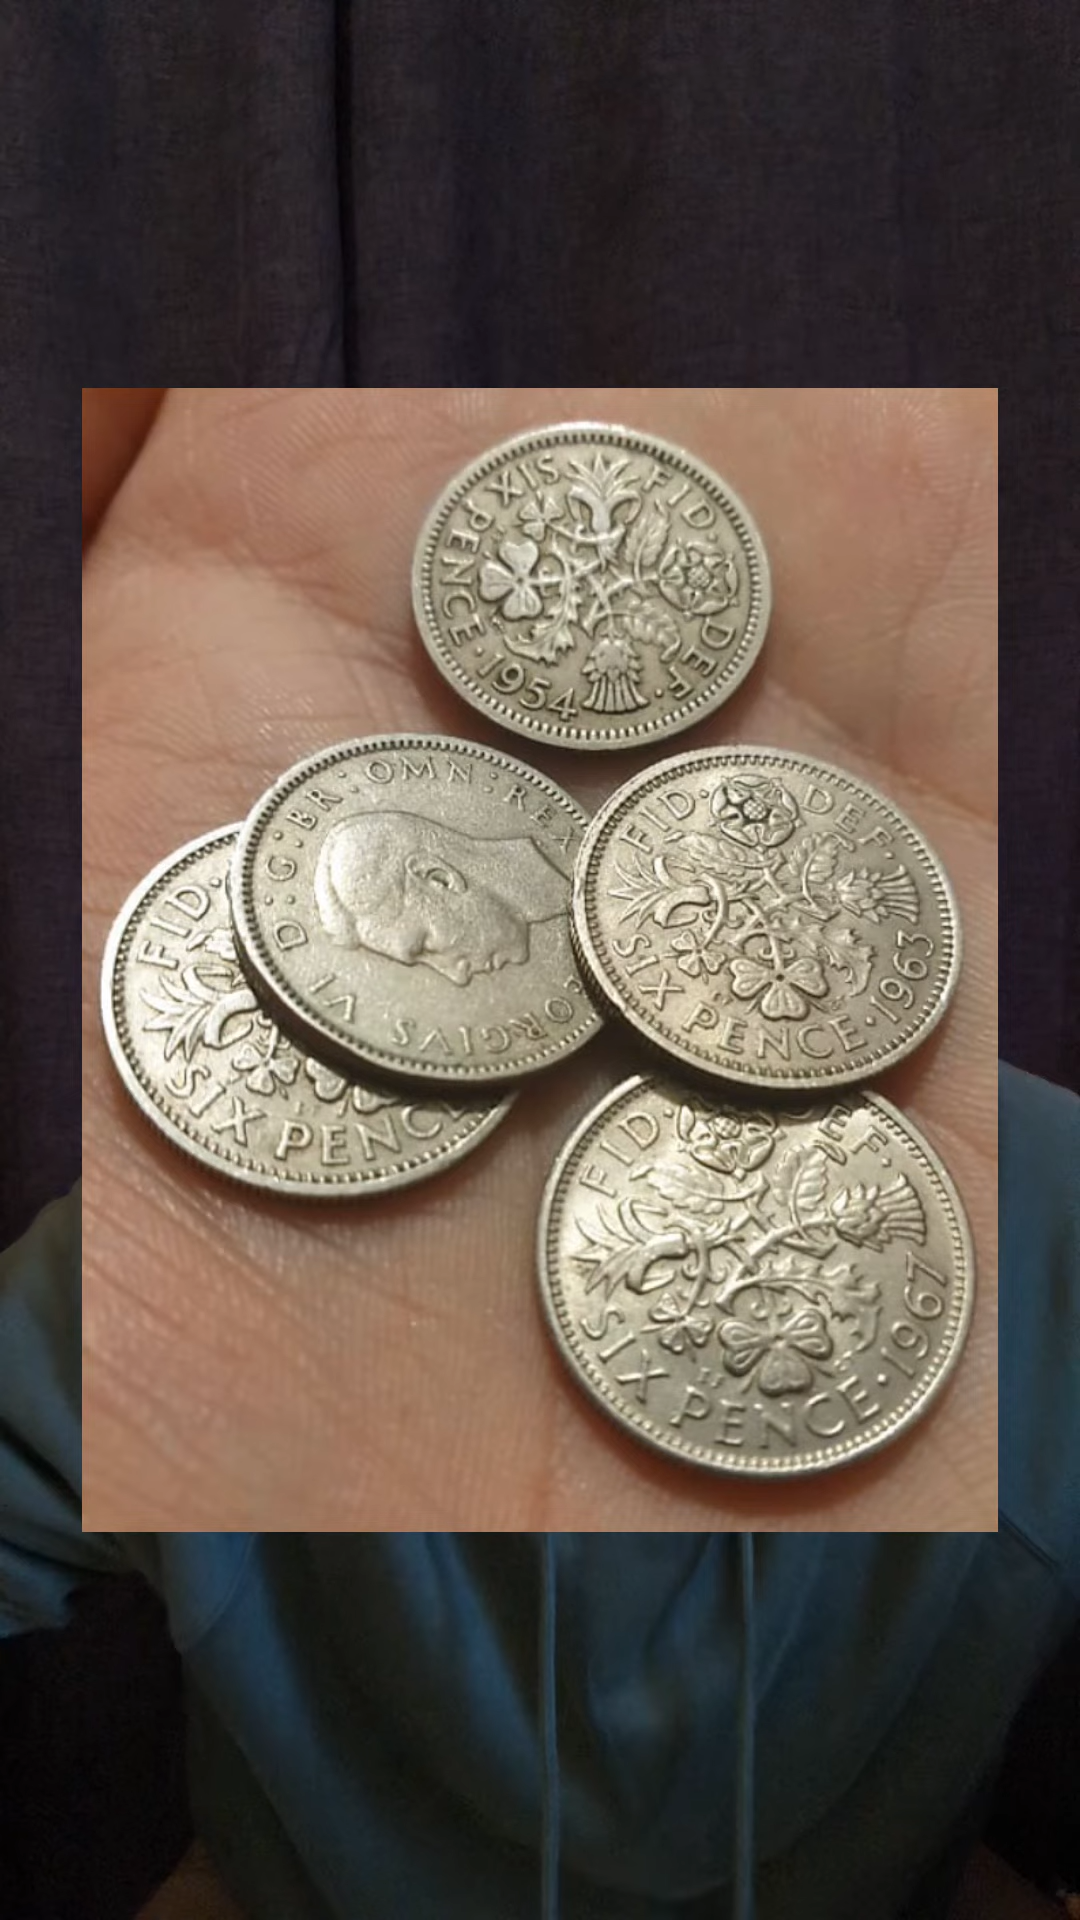 SIX PENCE · 1954 · FID · DEF ·
GEORGIVS VI D : G : BR : OMN : REX
FID · DEF · 1963 · SIX PENCE
FID · SIX PENCE
FID · DEF · 1967 · SIX PENCE